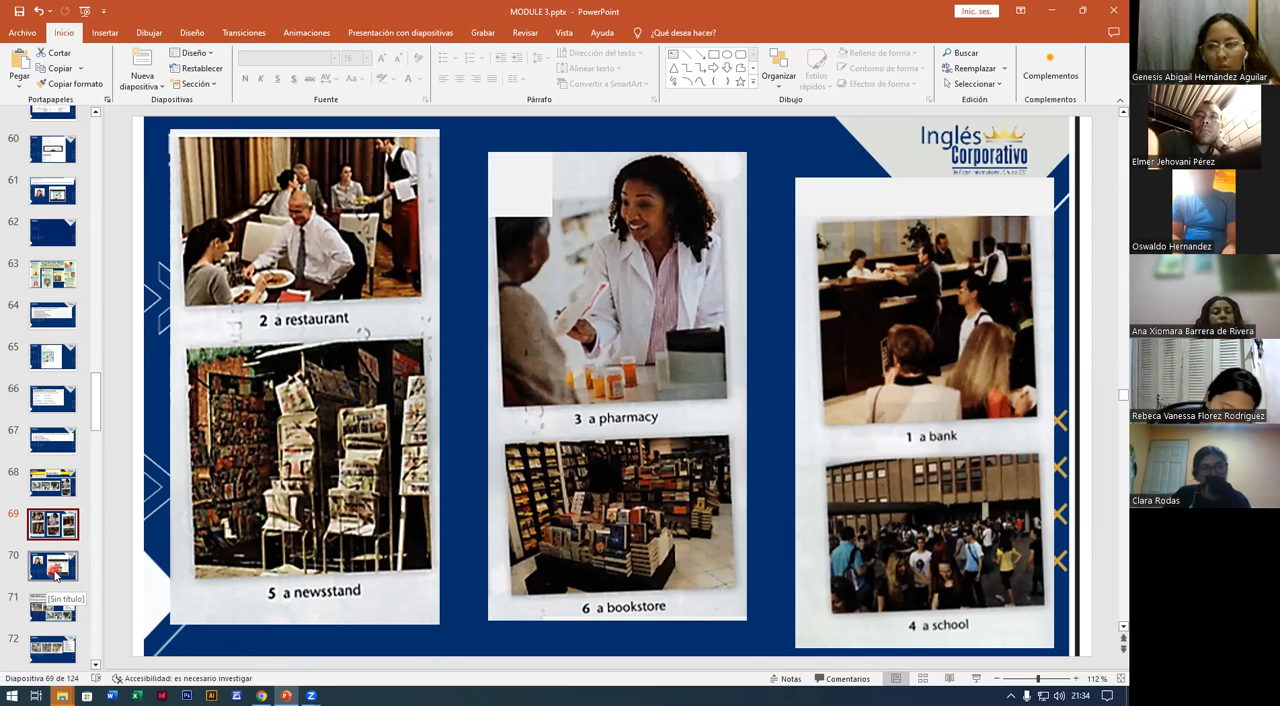 MODULE 3.pptx - PowerPoint
Inic. ses.
Archivo Inicio Insertar Dibujar Diseño Transiciones Animaciones Presentación con diapositivas Grabar Revisar Vista Ayuda ¿Qué desea hacer?
Pegar
Cortar
Copiar
Copiar formato
Portapapeles
Nueva
diapositiva
Diseño
Restablecer
Sección
Diapositivas
16
N K S S abc AV Aa A
Fuente
Dirección del texto
Alinear texto
Convertir a SmartArt
Párrafo
Organizar
Estilos
rápidos
Relleno de forma
Contorno de forma
Efectos de forma
Dibujo
Buscar
Reemplazar
Seleccionar
Edición
Complementos
Complementos
60
61
62
63
64
65
66
67
68
69
70
[Sin título]
71
72
Inglés
Corporativo
2 a restaurant
3 a pharmacy
1 a bank
5 a newsstand
6 a bookstore
4 a school
Genesis Abigail Hernández Aguilar
Elmer Jehovani Pérez
Oswaldo Hernandez
Ana Xiomara Barrera de Rivera
Rebeca Vanessa Florez Rodriguez
Clara Rodas
Diapositiva 69 de 124
Accesibilidad: es necesario investigar
Notas
Comentarios
112 %
21:34